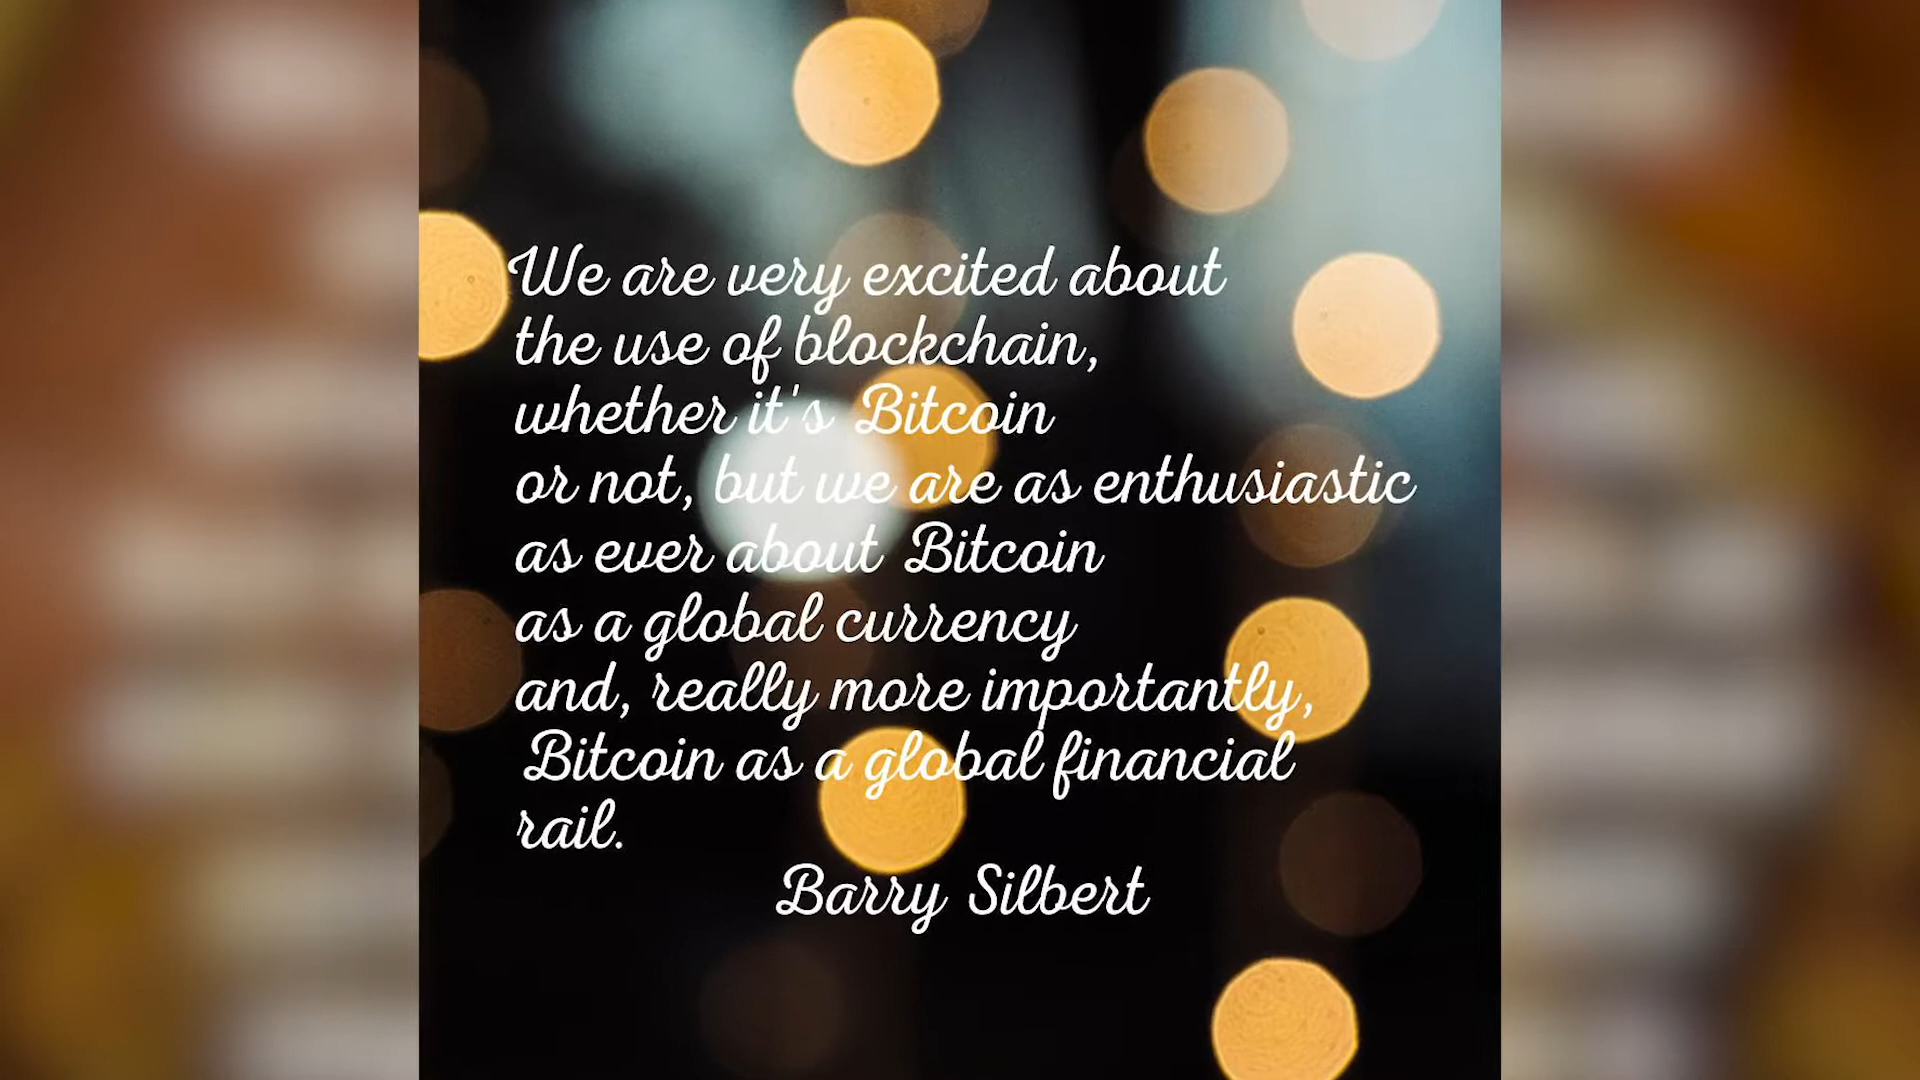 We are very excited about
the use of blockchain,
whether it's Bitcoin
or not, but we are as enthusiastic
as ever about Bitcoin
as a global currency
and, really more importantly,
Bitcoin as a global financial
rail.
Barry Silbert